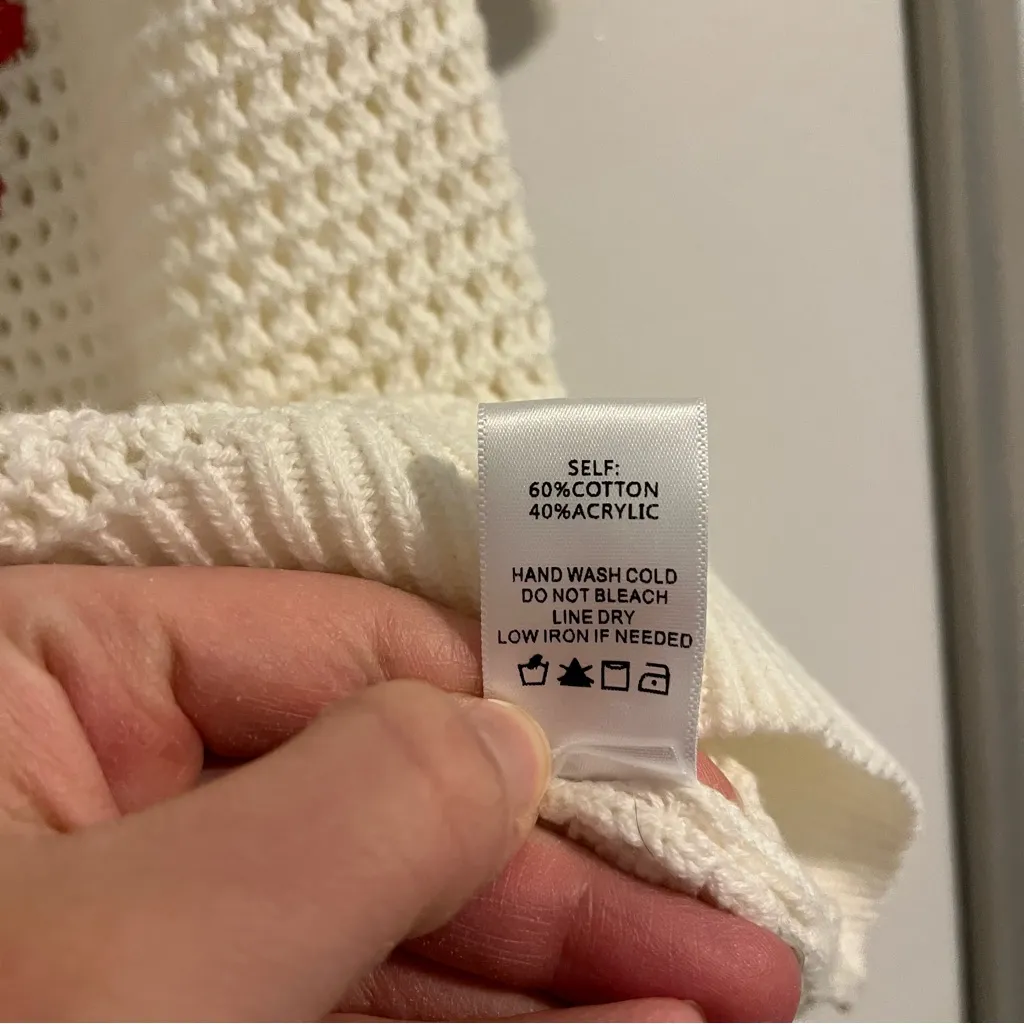 SELF:
60%COTTON
40%ACRYLIC
HAND WASH COLD
DO NOT BLEACH
LINE DRY
LOW IRON IF NEEDED